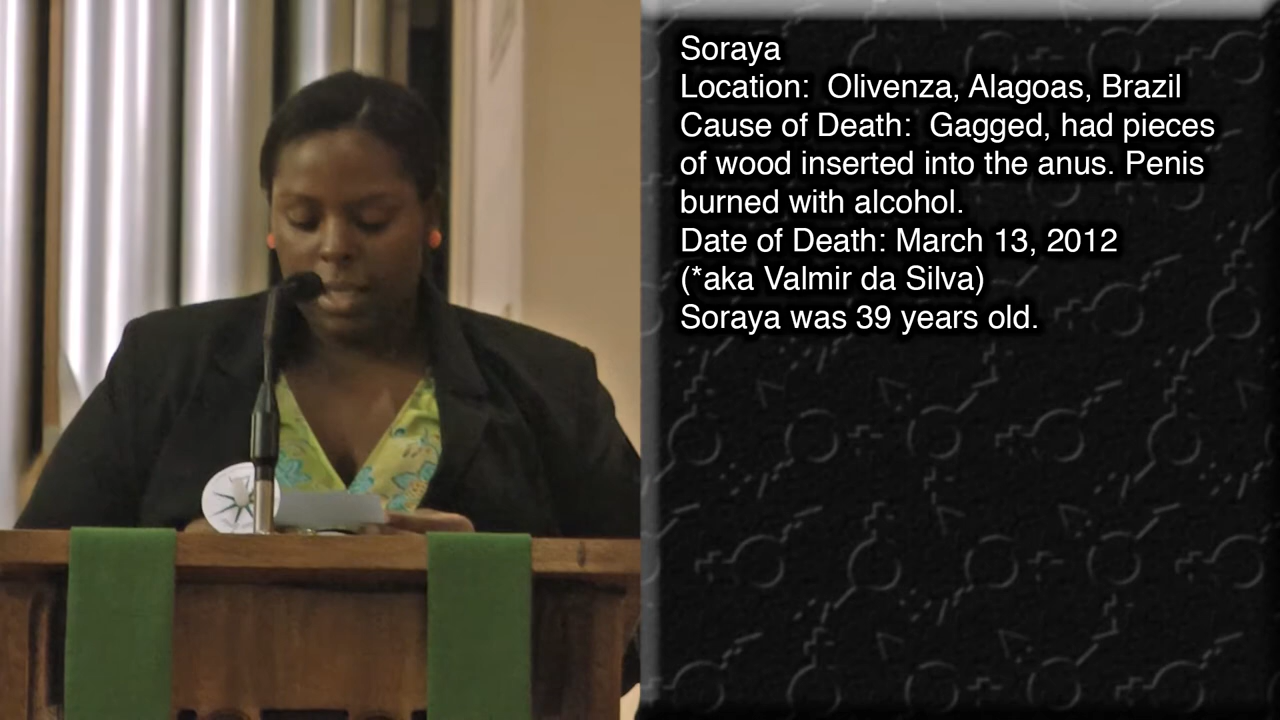 Soraya
Location:  Olivenza, Alagoas, Brazil
Cause of Death:  Gagged, had pieces
of wood inserted into the anus. Penis
burned with alcohol.
Date of Death: March 13, 2012
(*aka Valmir da Silva)
Soraya was 39 years old.